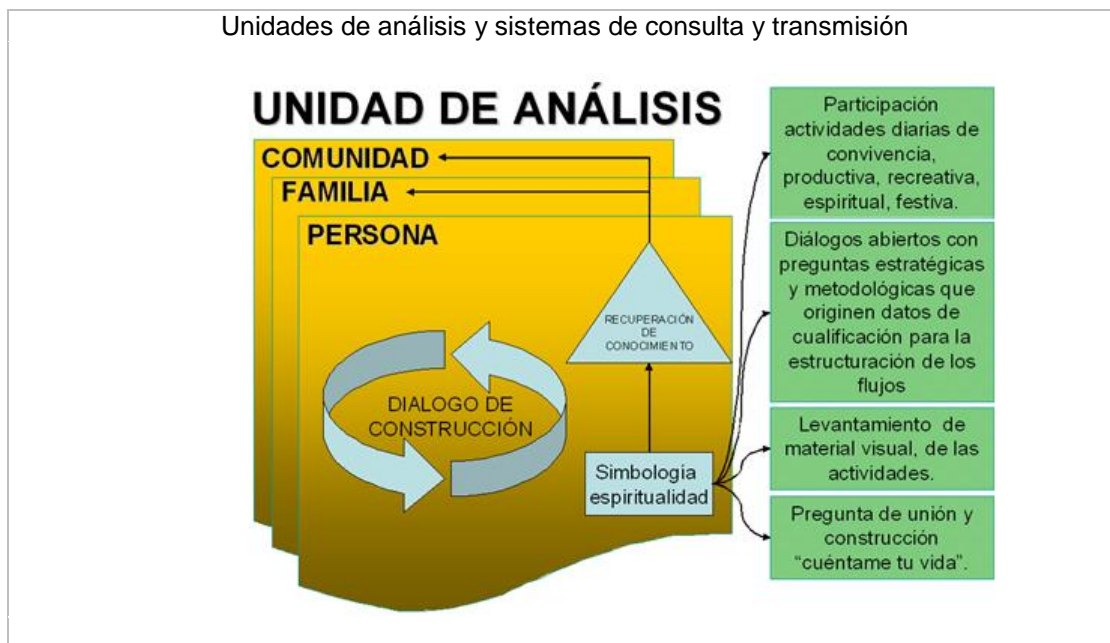 Unidades de análisis y sistemas de consulta y transmisión
UNIDAD DE ANÁLISIS
COMUNIDAD
FAMILIA
PERSONA
RECUPERACIÓN
DE
CONOCIMIENTO
DIALOGO DE
CONSTRUCCIÓN
Simbologia
espiritualidad
Participación
actividades diarias de
convivencia,
productiva, recreativa,
espiritual, festiva.
Diálogos abiertos con
preguntas estratégicas
y metodológicas que
originen datos de
cualificación para la
estructuración de los
flujos
Levantamiento de
material visual, de las
actividades.
Pregunta de unión y
construcción
“cuéntame tu vida”.